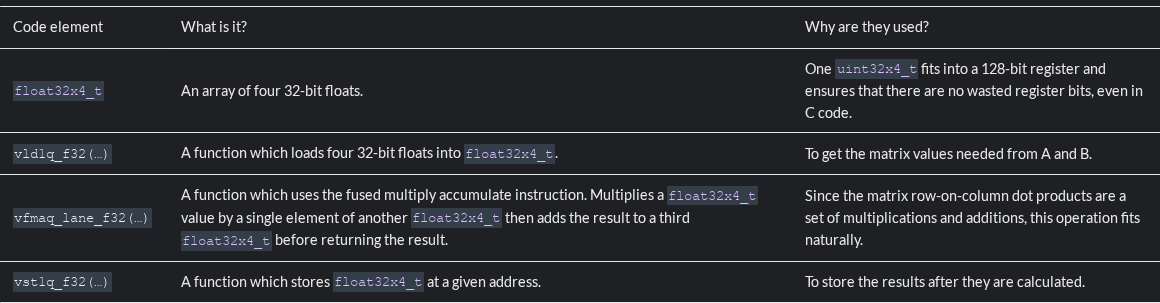 Code element What is it? Why are they used?
float32x4_t An array of four 32-bit floats. One uint32x4_t fits into a 128-bit register and
ensures that there are no wasted register bits, even in
C code.
vld1q_f32(…) A function which loads four 32-bit floats into float32x4_t. To get the matrix values needed from A and B.
vfmaq_lane_f32(…) A function which uses the fused multiply accumulate instruction. Multiplies a float32x4_t
value by a single element of another float32x4_t then adds the result to a third
float32x4_t before returning the result.
Since the matrix row-on-column dot products are a
set of multiplications and additions, this operation fits
naturally.
vst1q_f32(…) A function which stores float32x4_t at a given address. To store the results after they are calculated.